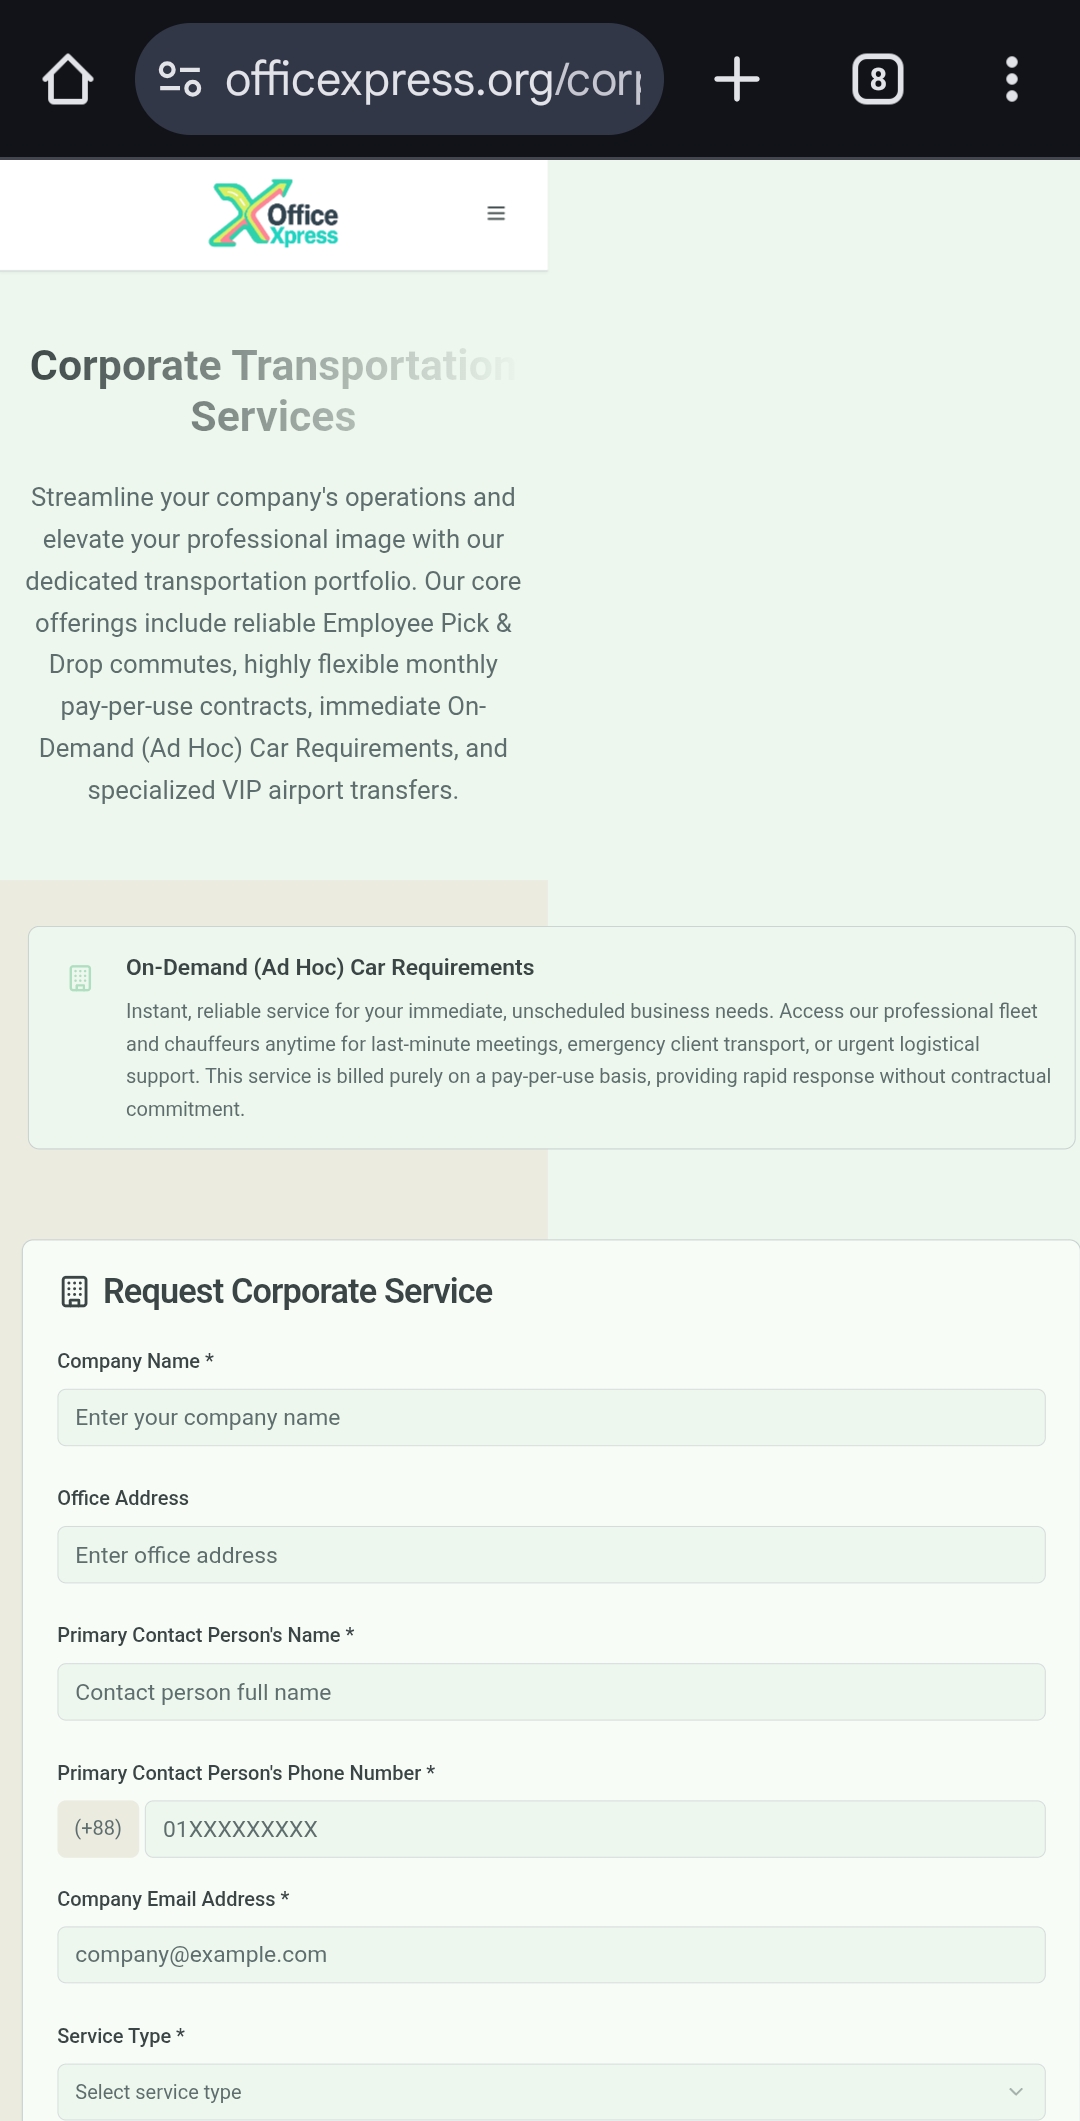 officexpress.org/corp
8
Office
Xpress
Corporate Transportation
Services
Streamline your company's operations and
elevate your professional image with our
dedicated transportation portfolio. Our core
offerings include reliable Employee Pick &
Drop commutes, highly flexible monthly
pay-per-use contracts, immediate On-
Demand (Ad Hoc) Car Requirements, and
specialized VIP airport transfers.
On-Demand (Ad Hoc) Car Requirements
Instant, reliable service for your immediate, unscheduled business needs. Access our professional fleet
and chauffeurs anytime for last-minute meetings, emergency client transport, or urgent logistical
support. This service is billed purely on a pay-per-use basis, providing rapid response without contractual
commitment.
Request Corporate Service
Company Name *
Enter your company name
Office Address
Enter office address
Primary Contact Person's Name *
Contact person full name
Primary Contact Person's Phone Number *
(+88) 01XXXXXXXXX
Company Email Address *
company@example.com
Service Type *
Select service type